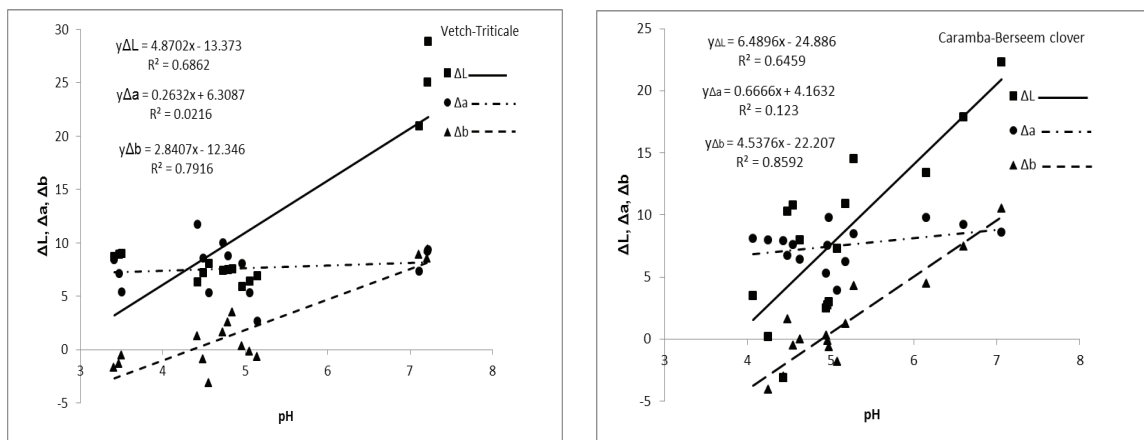 Vetch-Triticale
yΔL = 4.8702x - 13.373
R² = 0.6862
yΔa = 0.2632x + 6.3087
R² = 0.0216
yΔb = 2.8407x - 12.346
R² = 0.7916
ΔL
Δa
Δb
30
25
20
15
10
5
0
-5
3 4 5 6 7 8
ΔL, Δa, Δb
pH
Caramba-Berseem clover
yΔL = 6.4896x - 24.886
R² = 0.6459
yΔa = 0.6666x + 4.1632
R² = 0.123
yΔb = 4.5376x - 22.207
R² = 0.8592
ΔL
Δa
Δb
25
20
15
10
5
0
-5
3 4 5 6 7 8
ΔL, Δa, Δb
pH